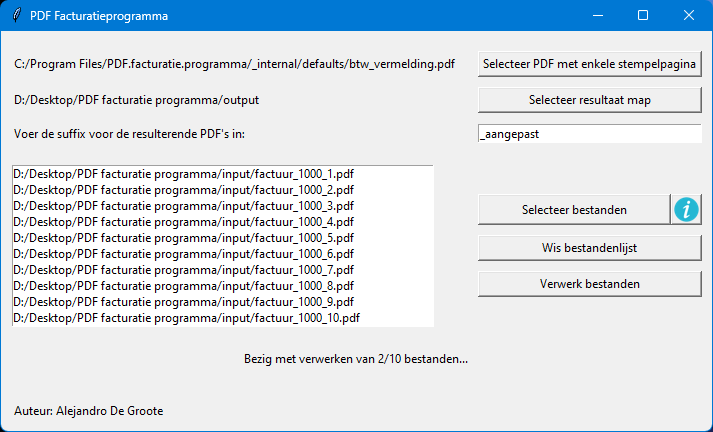 PDF Facturatieprogramma
C:/Program Files/PDF.facturatie.programma/_internal/defaults/btw_vermelding.pdf
Selecteer PDF met enkele stempelpagina
D:/Desktop/PDF facturatie programma/output
Selecteer resultaat map
Voer de suffix voor de resulterende PDF's in:
_aangepast
D:/Desktop/PDF facturatie programma/input/factuur_1000_1.pdf
D:/Desktop/PDF facturatie programma/input/factuur_1000_2.pdf
D:/Desktop/PDF facturatie programma/input/factuur_1000_3.pdf
D:/Desktop/PDF facturatie programma/input/factuur_1000_4.pdf
D:/Desktop/PDF facturatie programma/input/factuur_1000_5.pdf
D:/Desktop/PDF facturatie programma/input/factuur_1000_6.pdf
D:/Desktop/PDF facturatie programma/input/factuur_1000_7.pdf
D:/Desktop/PDF facturatie programma/input/factuur_1000_8.pdf
D:/Desktop/PDF facturatie programma/input/factuur_1000_9.pdf
D:/Desktop/PDF facturatie programma/input/factuur_1000_10.pdf
Selecteer bestanden
i
Wis bestandenlijst
Verwerk bestanden
Bezig met verwerken van 2/10 bestanden...
Auteur: Alejandro De Groote